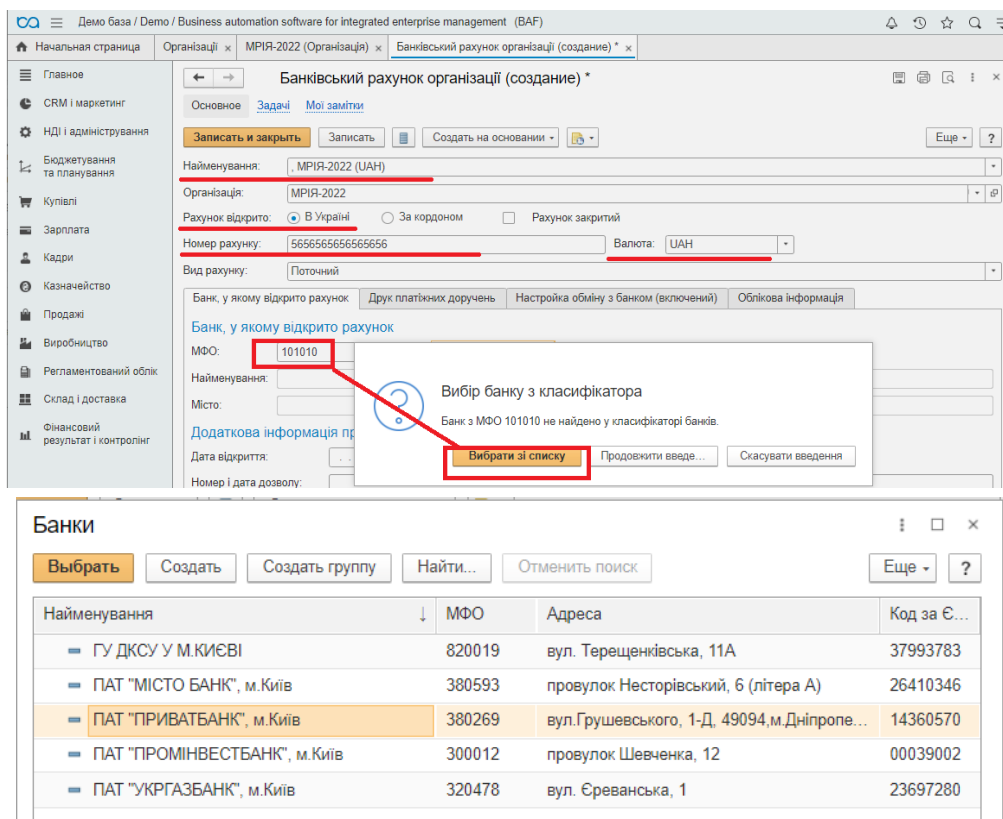 Демо база / Demo / Business automation software for integrated enterprise management (BAF)
Начальная страница Організації × МРІЯ-2022 (Організація) × Банківський рахунок організації (создание) * ×
Главное
CRM і маркетинг
НДІ і адміністрування
Бюджетування
та планування
Купівлі
Зарплата
Кадри
Казначейство
Продажі
Виробництво
Регламентований облік
Склад і доставка
Фінансовий
результат і контролінг
Банківський рахунок організації (создание) *
Основное Задачі Мої замітки
Записать и закрыть Записать Создать на основании Еще ?
Найменування: , МРІЯ-2022 (UAH)
Організація: МРІЯ-2022
Рахунок відкрито: В Україні За кордоном Рахунок закритий
Номер рахунку: 5656565656565656 Валюта: UAH
Вид рахунку: Поточний
Банк, у якому відкрито рахунок Друк платіжних доручень Настройка обміну з банком (включений) Облікова інформація
Банк, у якому відкрито рахунок
МФО: 101010
Найменування:
Місто:
Додаткова інформація пр
Дата відкриття: . .
Номер і дата дозволу:
Вибір банку з класифікатора
Банк з МФО 101010 не найдено у класифікаторі банків.
Вибрати зі списку Продовжити введе... Скасувати введення
Банки
Выбрать Создать Создать группу Найти... Отменить поиск Еще ?
Найменування ↓ МФО Адреса Код за Є...
ГУ ДКСУ У М.КИЄВІ 820019 вул. Терещенківська, 11А 37993783
ПАТ "МІСТО БАНК", м.Київ 380593 провулок Несторівський, 6 (літера А) 26410346
ПАТ "ПРИВАТБАНК", м.Київ 380269 вул.Грушевського, 1-Д, 49094,м.Дніпропе... 14360570
ПАТ "ПРОМІНВЕСТБАНК", м.Київ 300012 провулок Шевченка, 12 00039002
ПАТ "УКРГАЗБАНК", м.Київ 320478 вул. Єреванська, 1 23697280